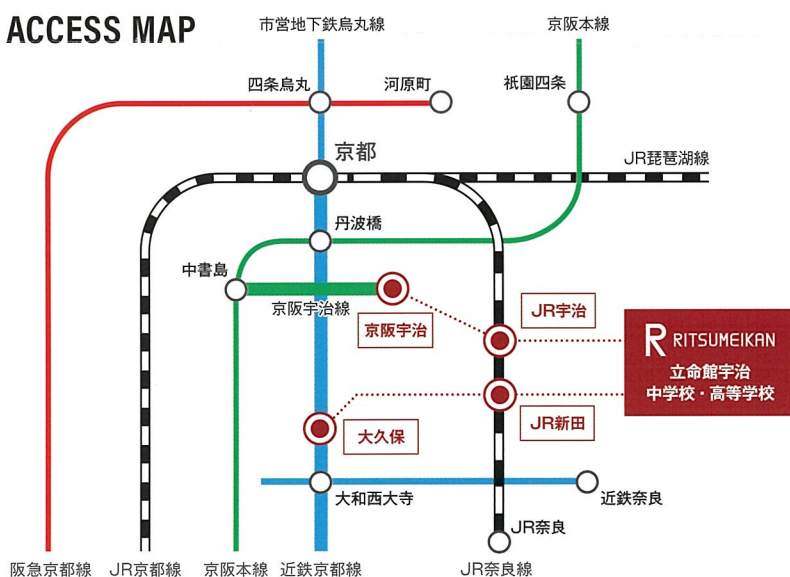 ACCESS MAP
市営地下鉄烏丸線
京阪本線
四条烏丸
河原町
祇園四条
京都
JR琵琶湖線
丹波橋
中書島
京阪宇治線
京阪宇治
JR宇治
R RITSUMEIKAN
立命館宇治
中学校・高等学校
大久保
JR新田
大和西大寺
近鉄奈良
JR奈良
阪急京都線
JR京都線
京阪本線
近鉄京都線
JR奈良線